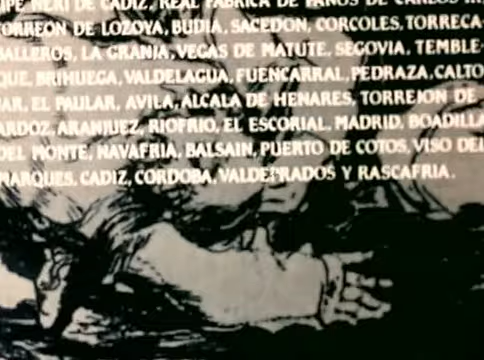 IPE NERI DE CADIZ, REAL FABRICA DE PAÑOS DE CARLOS III
TORREON DE LOZOYA, BUDIA, SACEDON, CORCOLES, TORRECA-
BALLEROS, LA GRANJA, VEGAS DE MATUTE, SEGOVIA, TEMBLE-
QUE, BRIHUEGA, VALDELAGUA, FUENCARRAL, PEDRAZA, CALTO
JAR, EL PAULAR, AVILA, ALCALA DE HENARES, TORREJON DE
ARDOZ, ARANJUEZ, RIOFRIO, EL ESCORIAL, MADRID, BOADILLA
DEL MONTE, NAVAFRIA, BALSAIN, PUERTO DE COTOS, VISO DEL
MARQUES, CADIZ, CORDOBA, VALDEPRADOS Y RASCAFRIA.